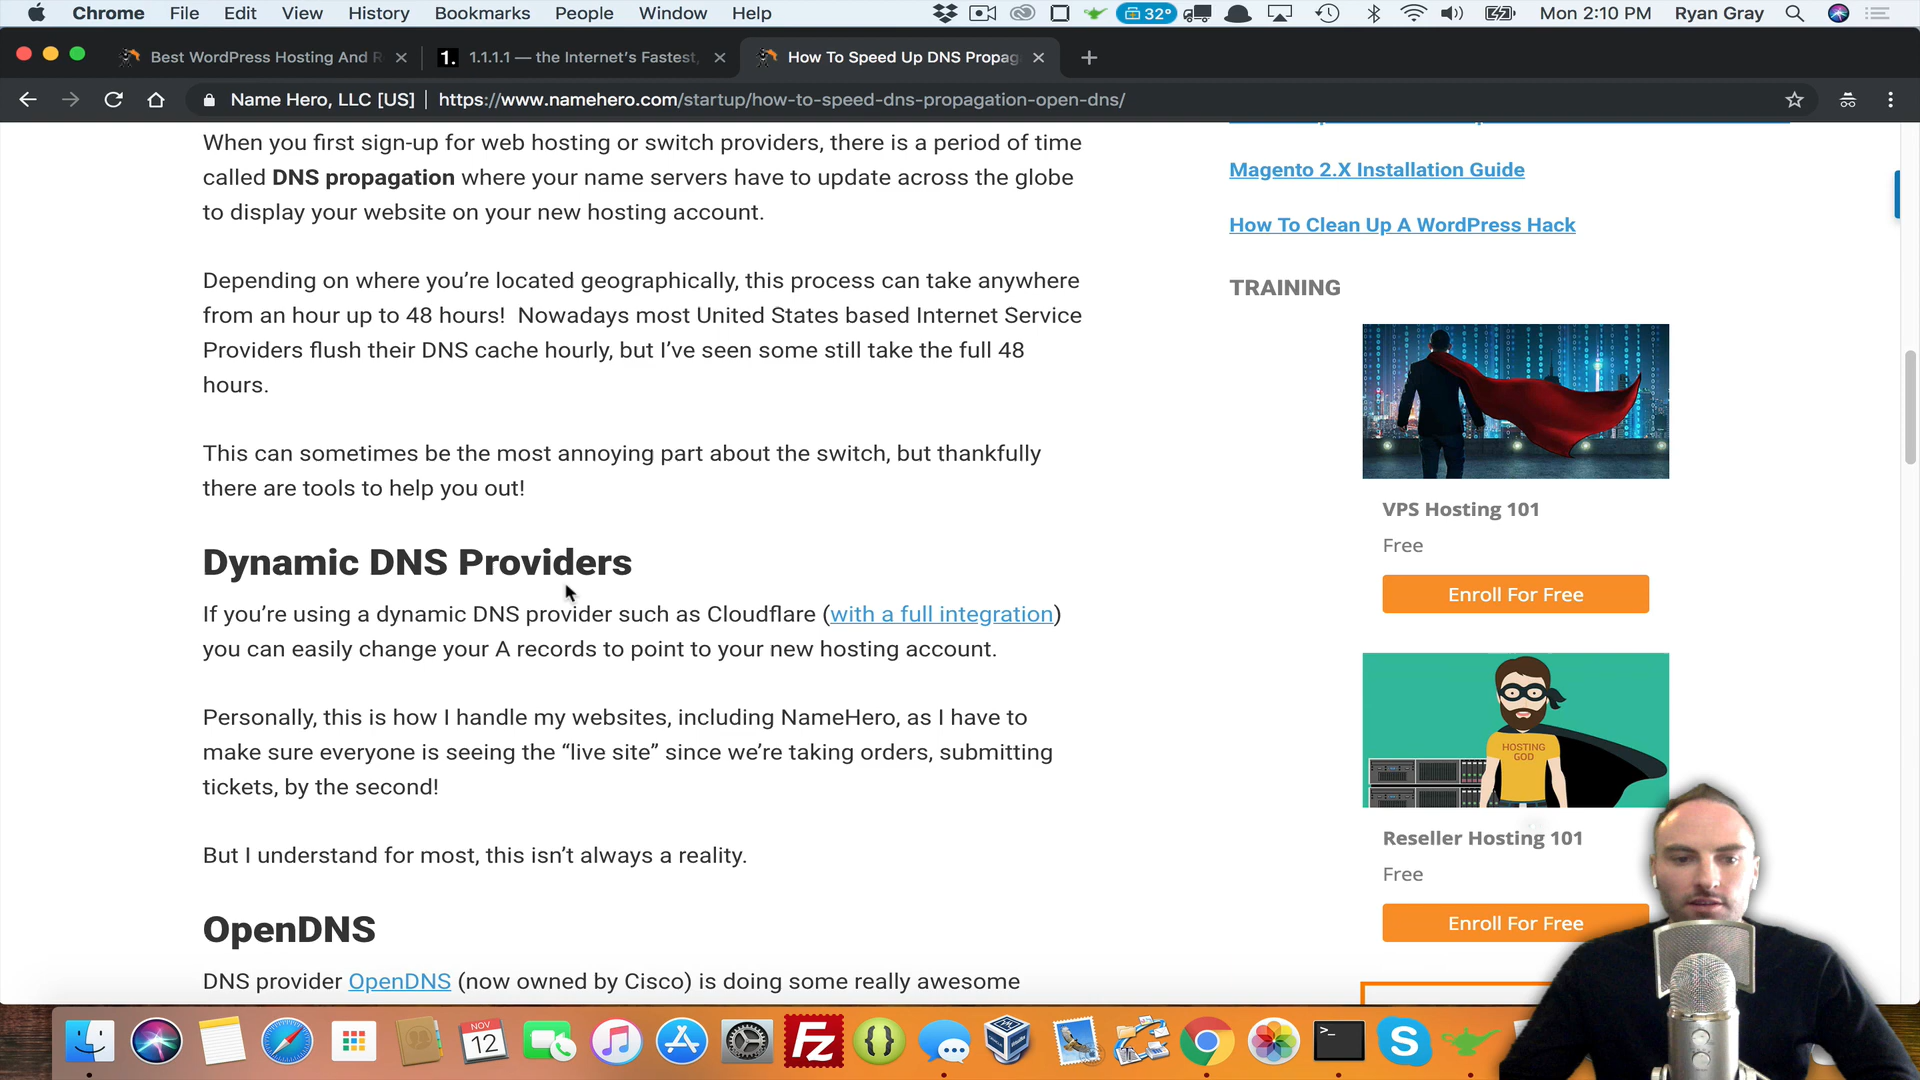 Chrome File Edit View History Bookmarks People Window Help 32° Mon 2:10 PM Ryan Gray
Best WordPress Hosting And R
1. 1.1.1.1 — the Internet's Fastest,
How To Speed Up DNS Propag
Name Hero, LLC [US] https://www.namehero.com/startup/how-to-speed-dns-propagation-open-dns/
When you first sign-up for web hosting or switch providers, there is a period of time
called DNS propagation where your name servers have to update across the globe
to display your website on your new hosting account.
Depending on where you're located geographically, this process can take anywhere
from an hour up to 48 hours!  Nowadays most United States based Internet Service
Providers flush their DNS cache hourly, but I've seen some still take the full 48
hours.
This can sometimes be the most annoying part about the switch, but thankfully
there are tools to help you out!
Dynamic DNS Providers
If you're using a dynamic DNS provider such as Cloudflare (with a full integration)
you can easily change your A records to point to your new hosting account.
Personally, this is how I handle my websites, including NameHero, as I have to
make sure everyone is seeing the “live site” since we're taking orders, submitting
tickets, by the second!
But I understand for most, this isn't always a reality.
OpenDNS
DNS provider OpenDNS (now owned by Cisco) is doing some really awesome
Magento 2.X Installation Guide
How To Clean Up A WordPress Hack
TRAINING
VPS Hosting 101
Free
Enroll For Free
HOSTING
GOD
Reseller Hosting 101
Free
Enroll For Free
NOV
12
Fz
{}
>_
S